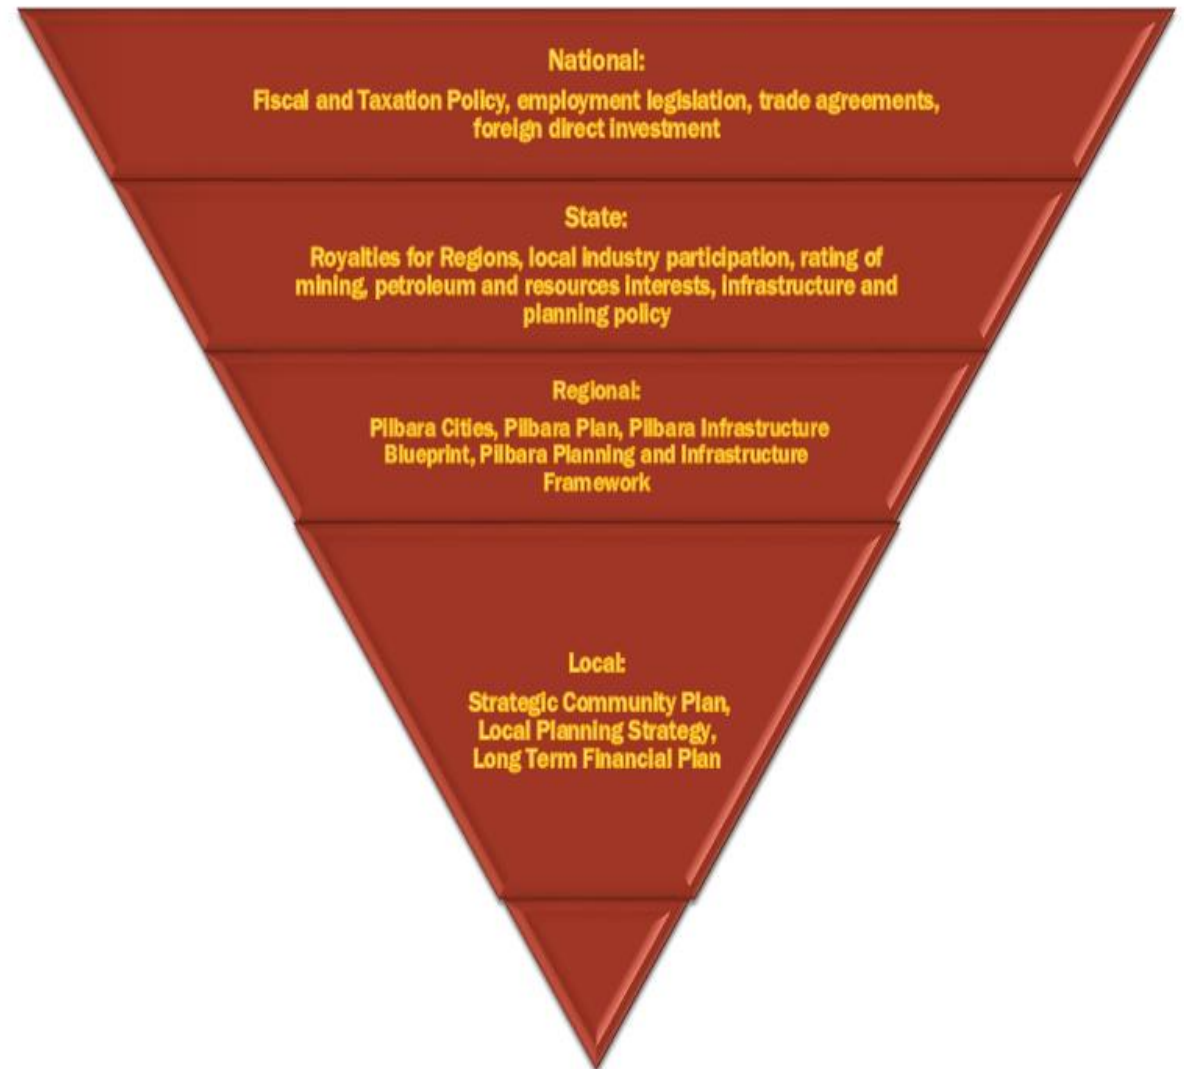 National:
Fiscal and Taxation Policy, employment legislation, trade agreements,
foreign direct investment
State:
Royalties for Regions, local industry participation, rating of
mining, petroleum and resources interests, infrastructure and
planning policy
Regional:
Pilbara Cities, Pilbara Plan, Pilbara Infrastructure
Blueprint, Pilbara Planning and Infrastructure
Framework
Local:
Strategic Community Plan,
Local Planning Strategy,
Long Term Financial Plan